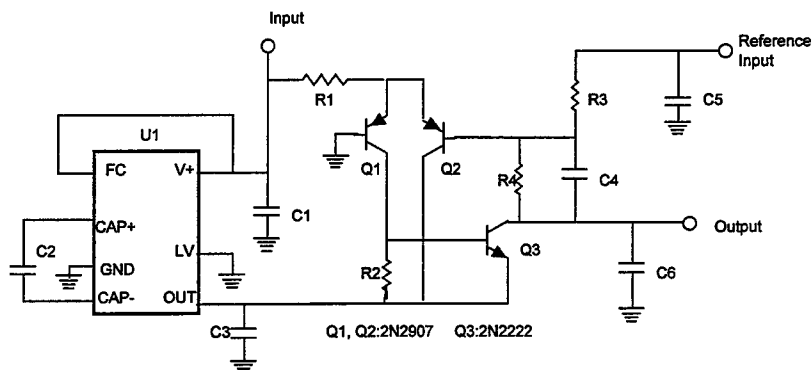 Input
Reference
Input
R1
R3
C5
U1
FC
V+
Q1
Q2
R4
C4
C1
CAP+
C2
LV
Q3
Output
GND
R2
C6
CAP-
OUT
C3
Q1, Q2:2N2907
Q3:2N2222